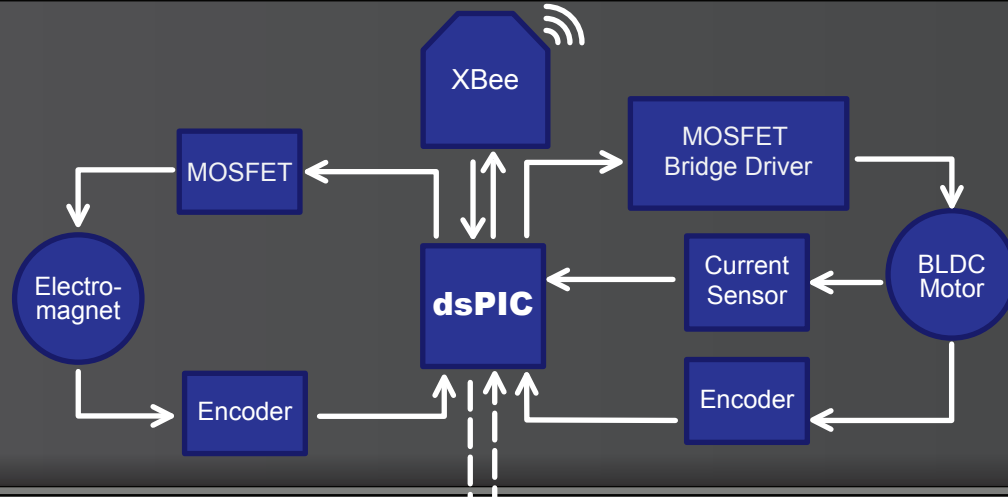 XBee
MOSFET
MOSFET
Bridge Driver
Electro-
magnet
dsPIC
Current
Sensor
BLDC
Motor
Encoder
Encoder